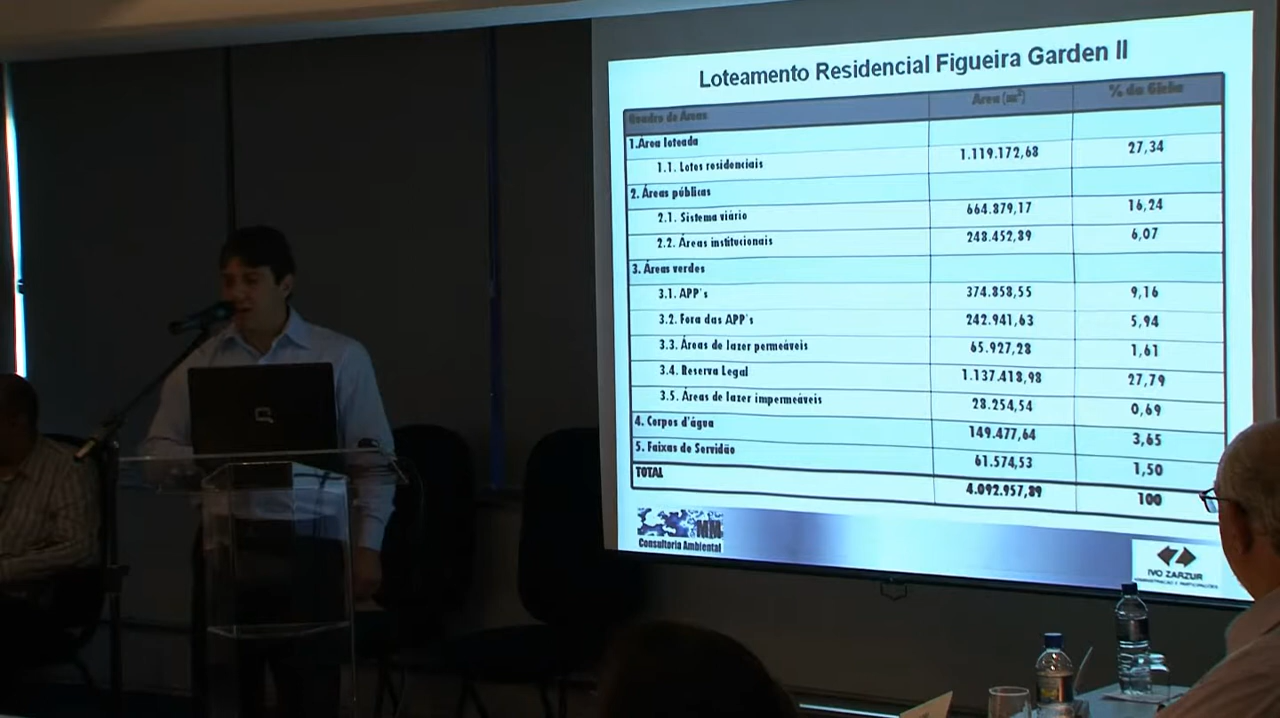 Loteamento Residencial Figueira Garden II
Quadro de Áreas Área (m²) % da Gleba
1.Área loteada
1.1. Lotes residenciais 1.119.172,68 27,34
2. Áreas públicas
2.1. Sistema viário 664.879,17 16,24
2.2. Áreas institucionais 248.452,89 6,07
3. Áreas verdes
3.1. APP's 374.858,55 9,16
3.2. Fora das APP's 242.941,63 5,94
3.3. Áreas de lazer permeáveis 65.927,28 1,61
3.4. Reserva Legal 1.137.418,98 27,79
3.5. Áreas de lazer impermeáveis 28.254,54 0,69
4. Corpos d'água 149.477,64 3,65
5. Faixas de Servidão 61.574,53 1,50
TOTAL 4.092.957,89 100
MM
Consultoria Ambiental
IVO ZARZUR
ADMINISTRAÇÃO E PARTICIPAÇÕES